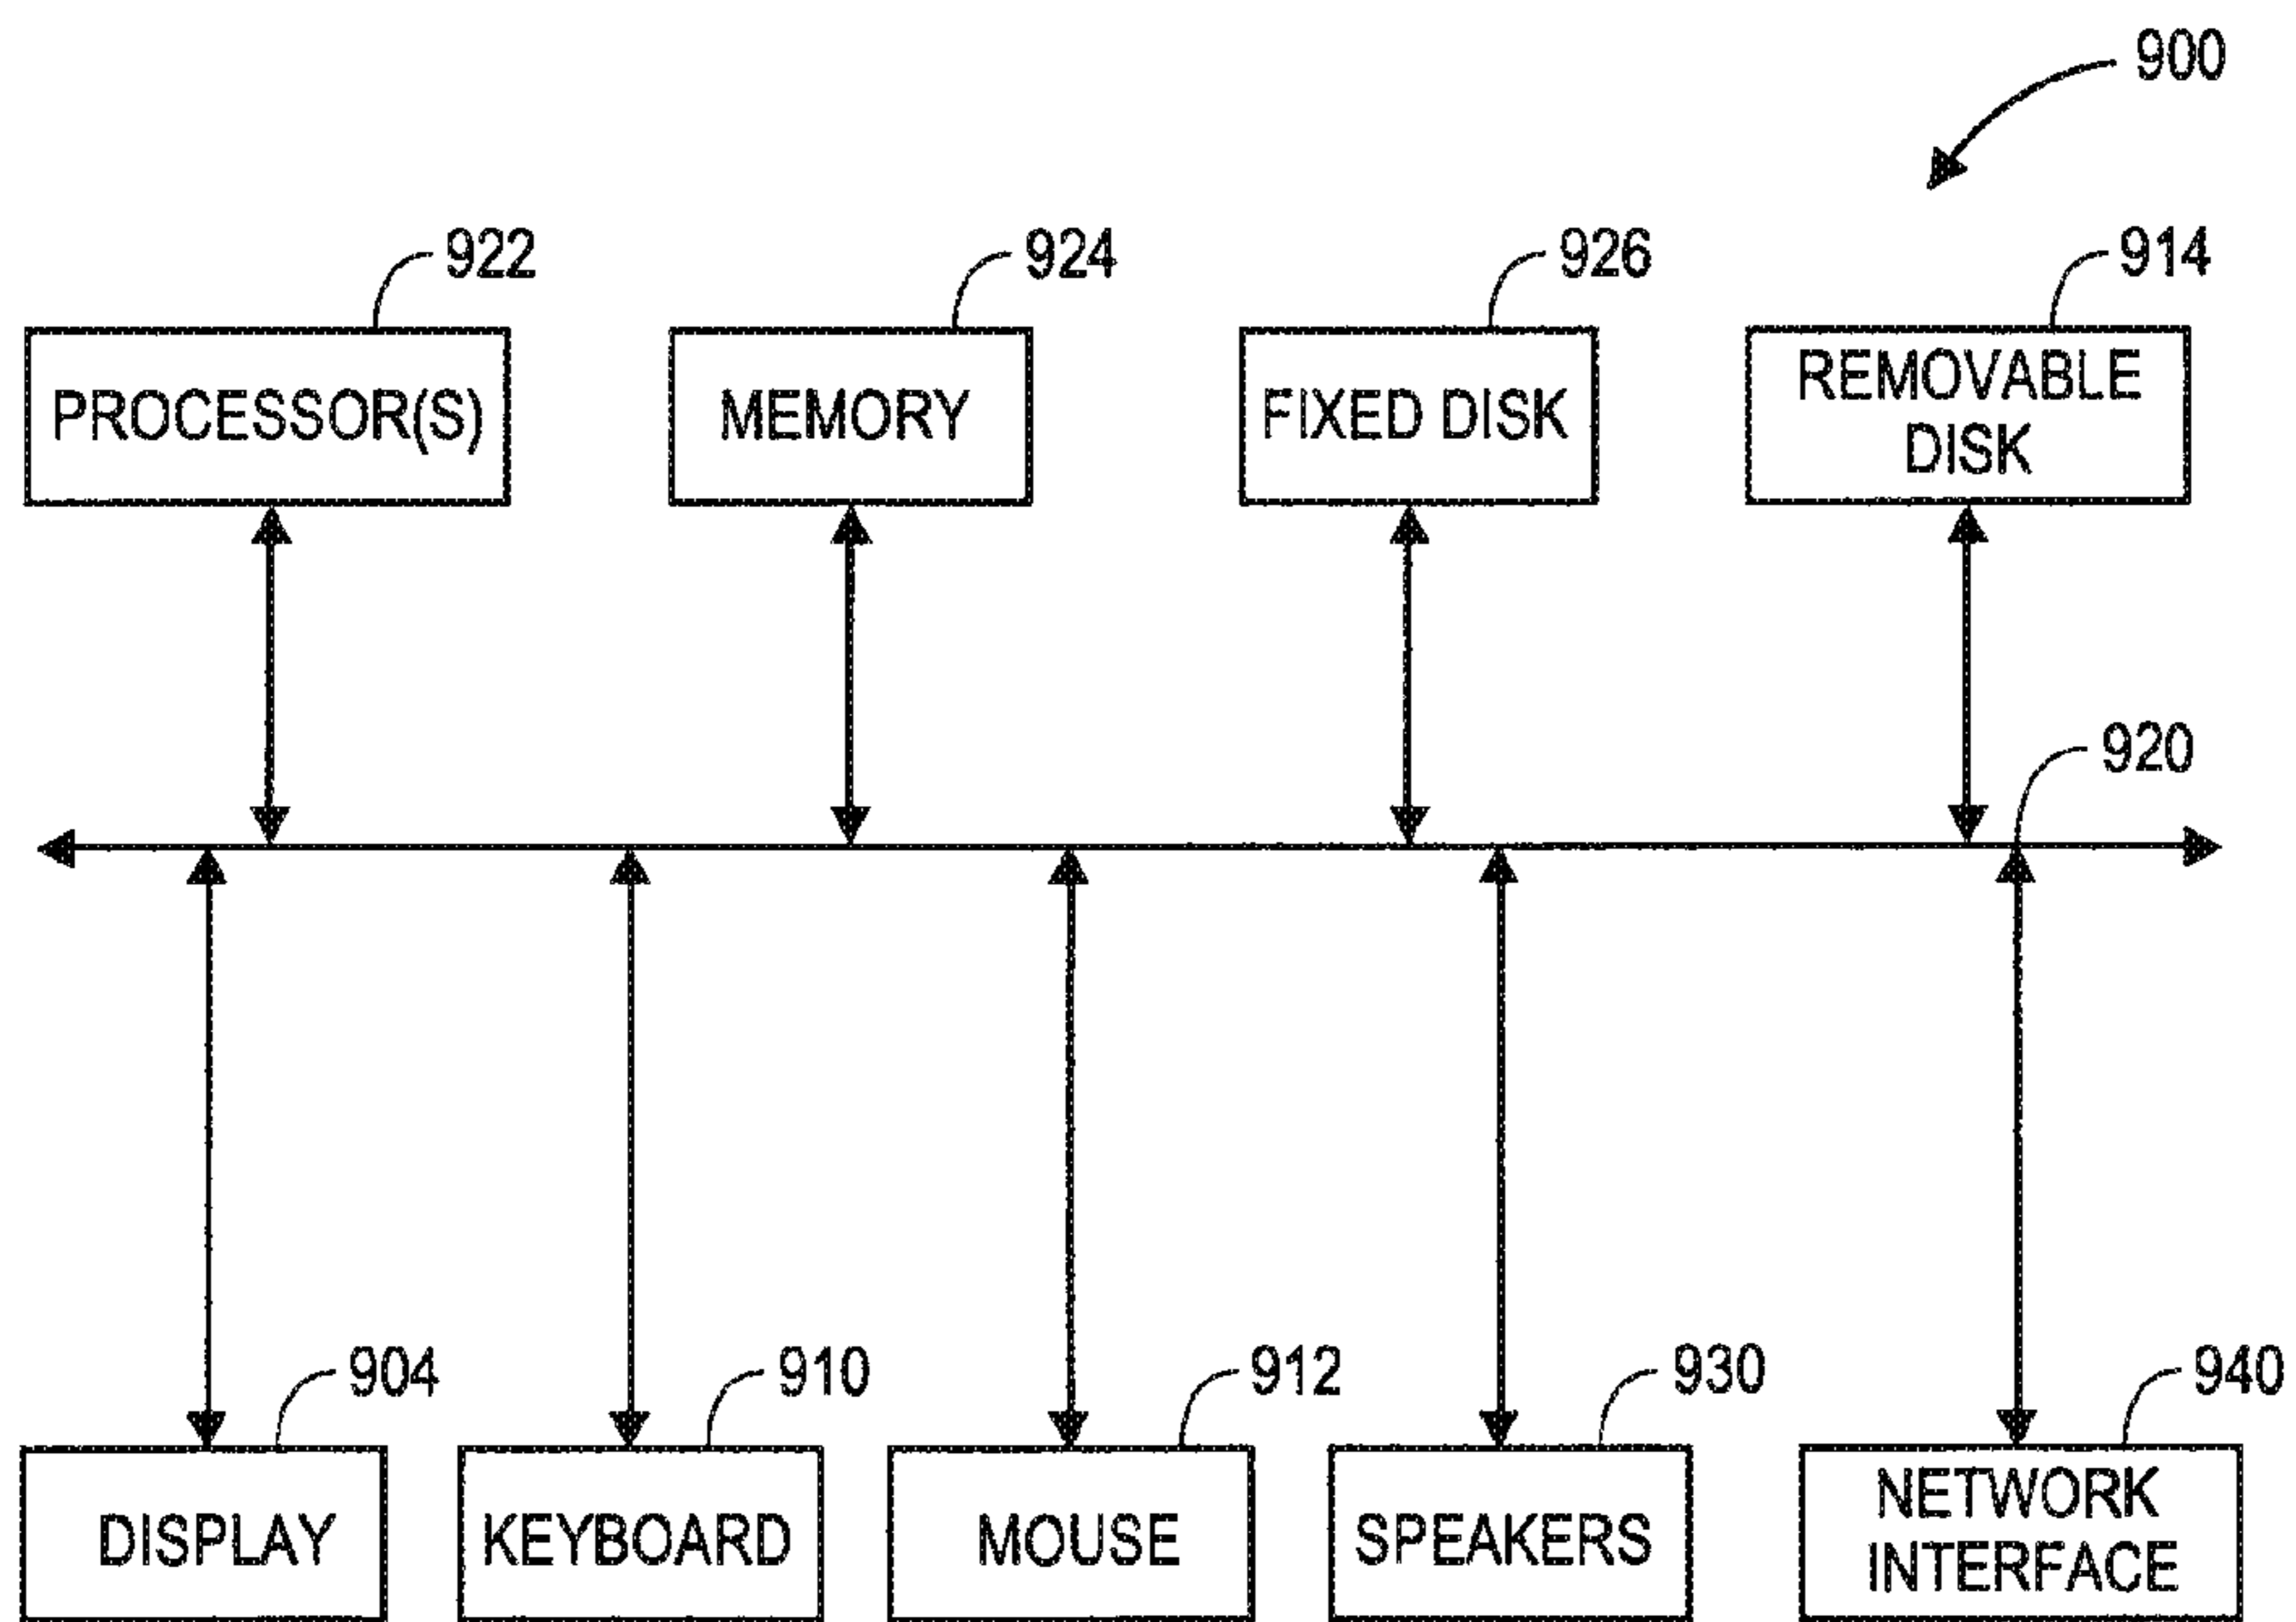 900
922
924
926
914
PROCESSOR(S)
MEMORY
FIXED DISK
REMOVABLE
DISK
920
904
910
912
930
940
DISPLAY
KEYBOARD
MOUSE
SPEAKERS
NETWORK
INTERFACE